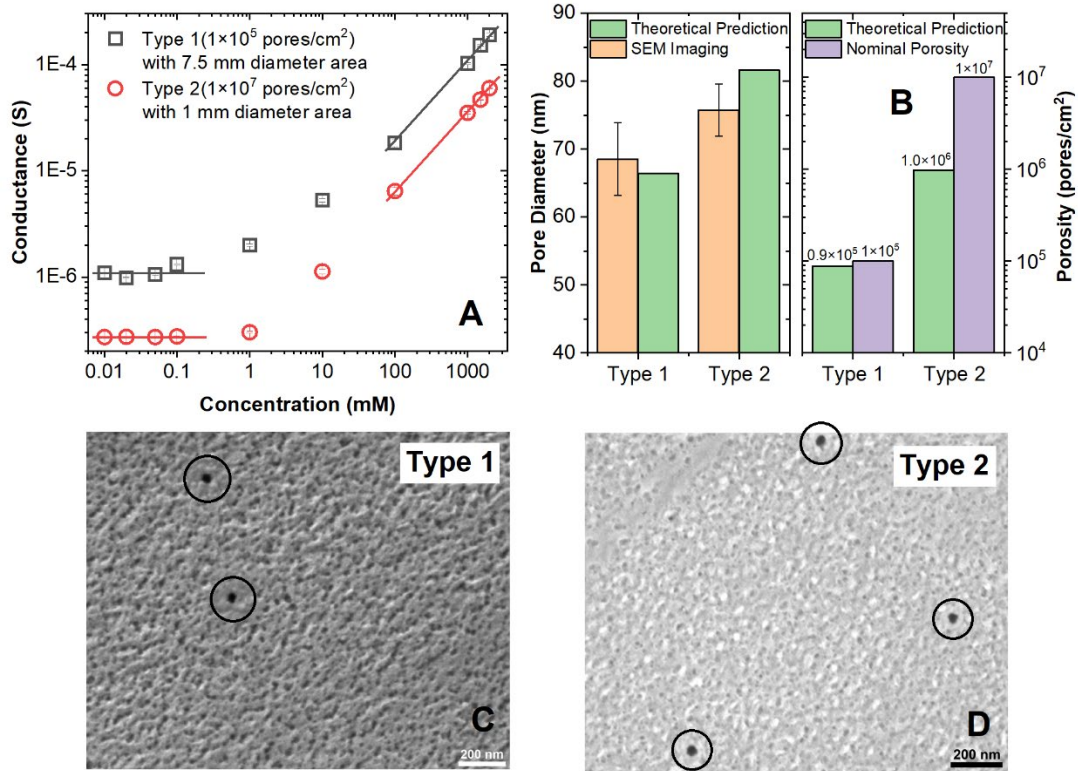 Type 1(1×10⁵ pores/cm²)
with 7.5 mm diameter area
Type 2(1×10⁷ pores/cm²)
with 1 mm diameter area
1E-4
1E-5
1E-6
Conductance (S)
A
0.01
0.1
1
10
100
1000
Concentration (mM)
Theoretical Prediction
SEM Imaging
90
80
70
60
50
40
Pore Diameter (nm)
Type 1
Type 2
Theoretical Prediction
Nominal Porosity
B
1×10⁷
1.0×10⁶
0.9×10⁵
1×10⁵
10⁷
10⁶
10⁵
10⁴
Porosity (pores/cm²)
Type 1
Type 2
Type 1
C
200 nm
Type 2
D
200 nm